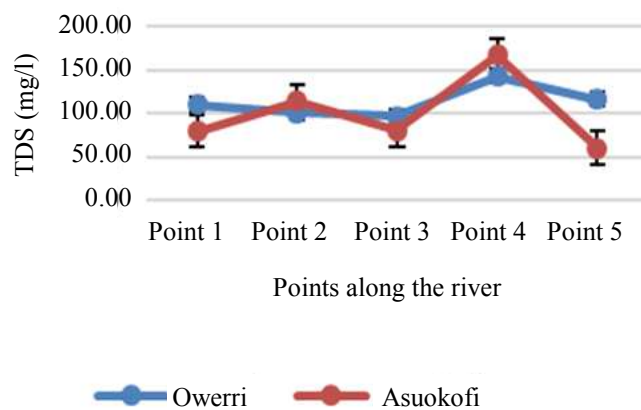 200.00
150.00
100.00
50.00
0.00
TDS (mg/l)
Point 1 Point 2 Point 3 Point 4 Point 5
Points along the river
Owerri Asuokofi